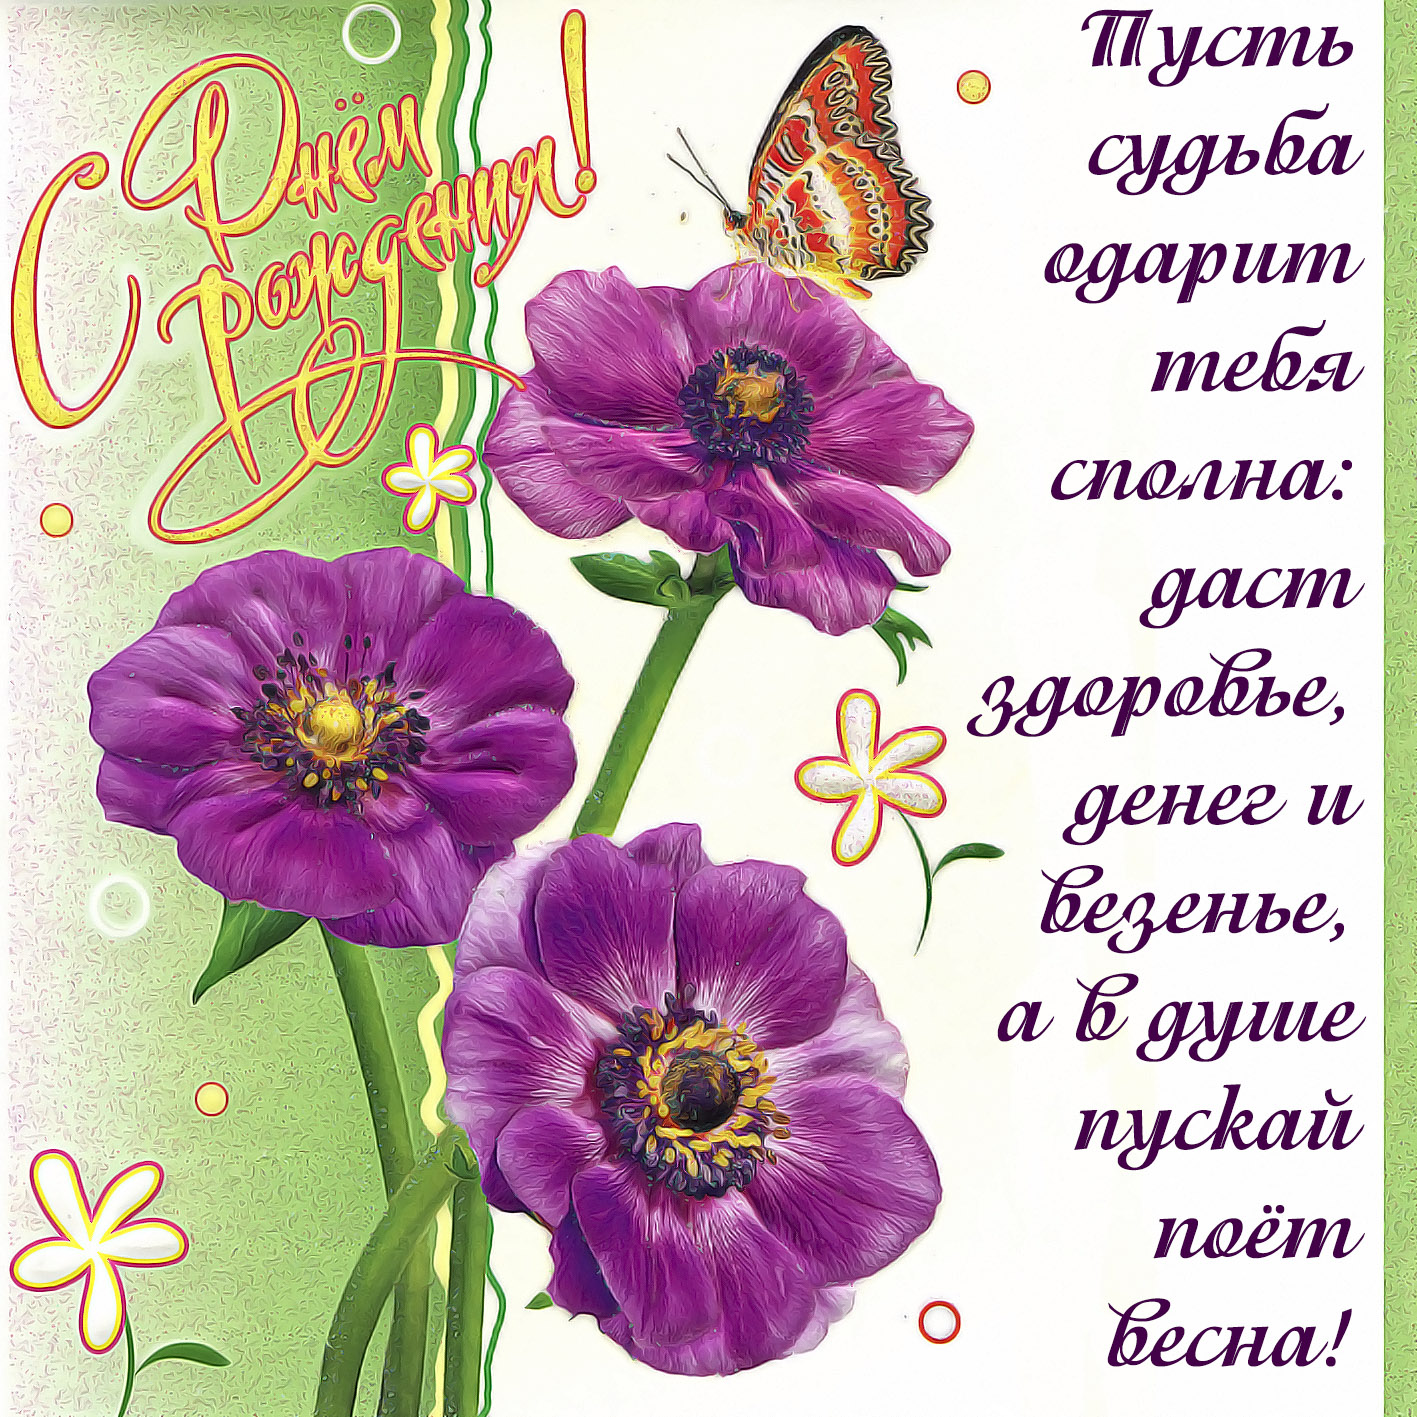 С Днём
Рождения!
Пусть
судьба
одарит
тебя
сполна:
даст
здоровье,
денег и
везенье,
а в душе
пускай
поёт
весна!